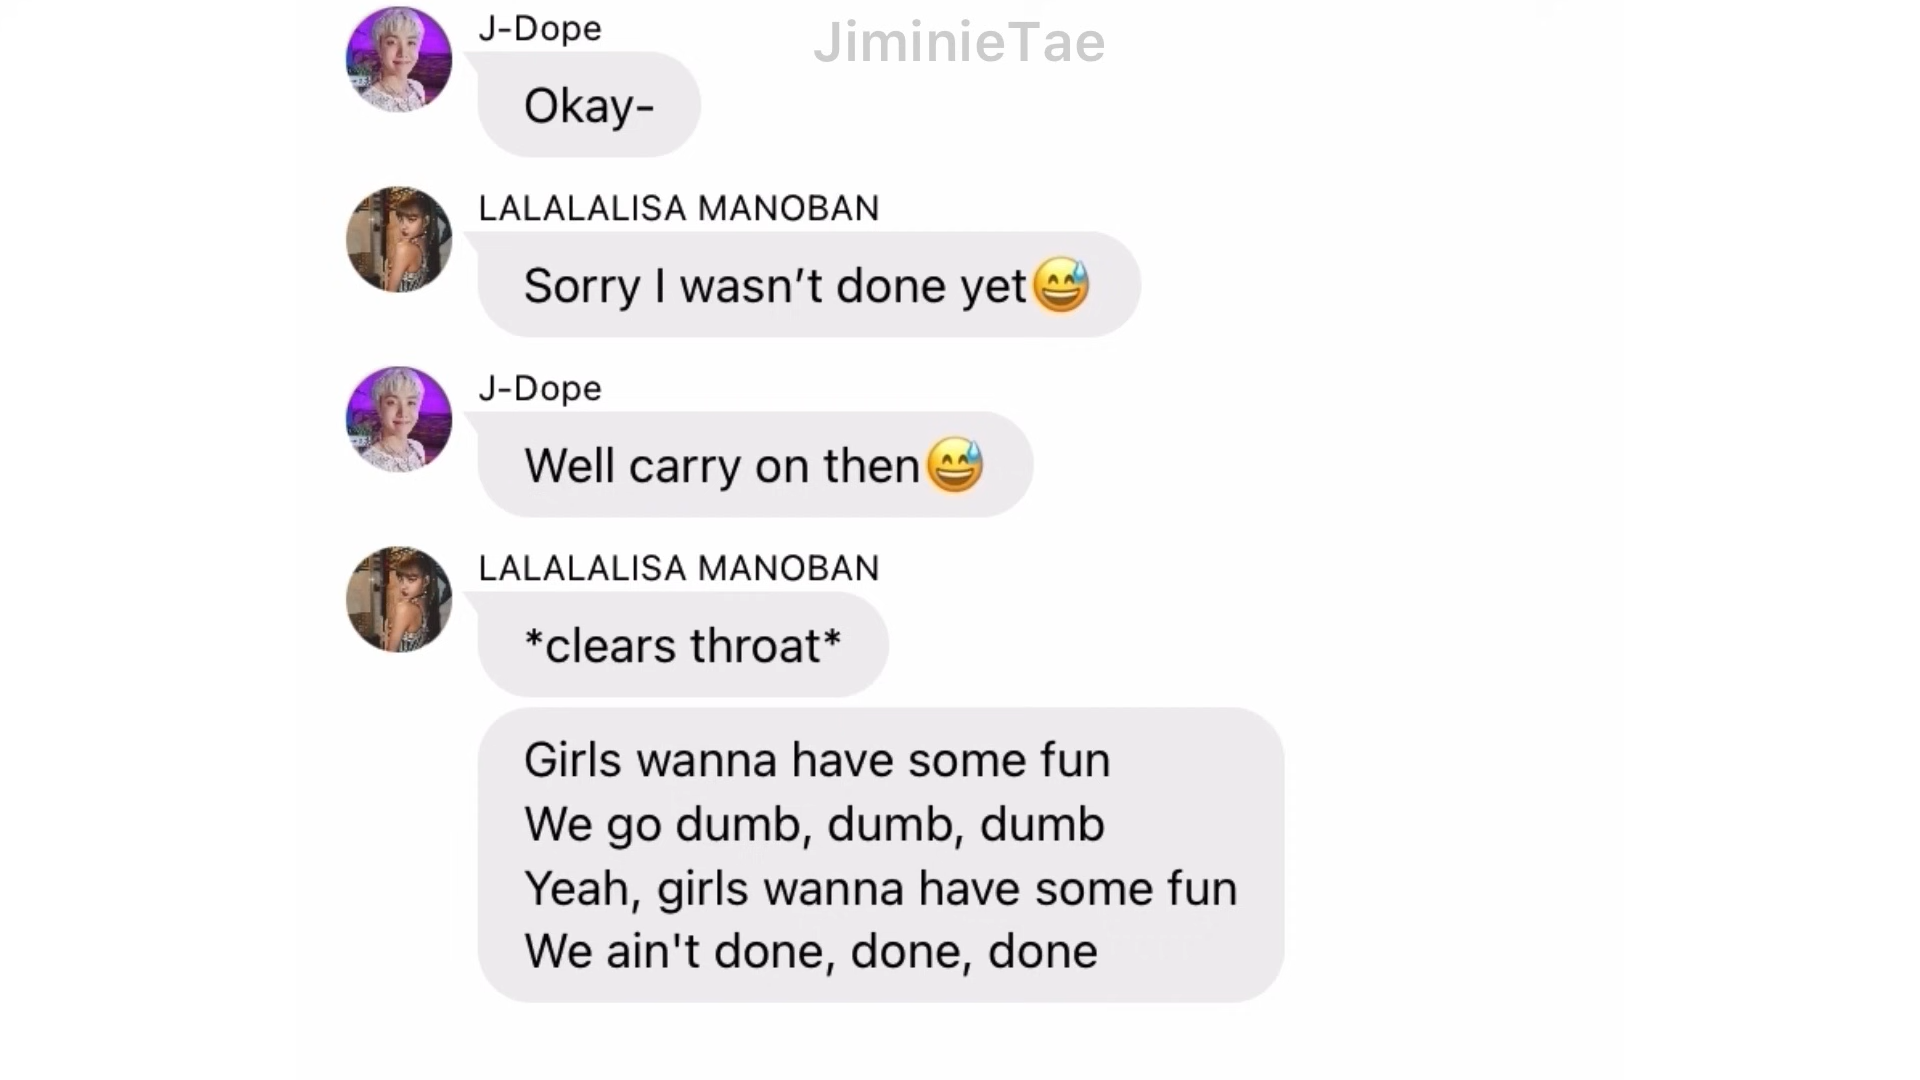 JiminieTae
J-Dope
Okay-
LALALALISA MANOBAN
Sorry I wasn’t done yet😅
J-Dope
Well carry on then😅
LALALALISA MANOBAN
*clears throat*
Girls wanna have some fun
We go dumb, dumb, dumb
Yeah, girls wanna have some fun
We ain't done, done, done